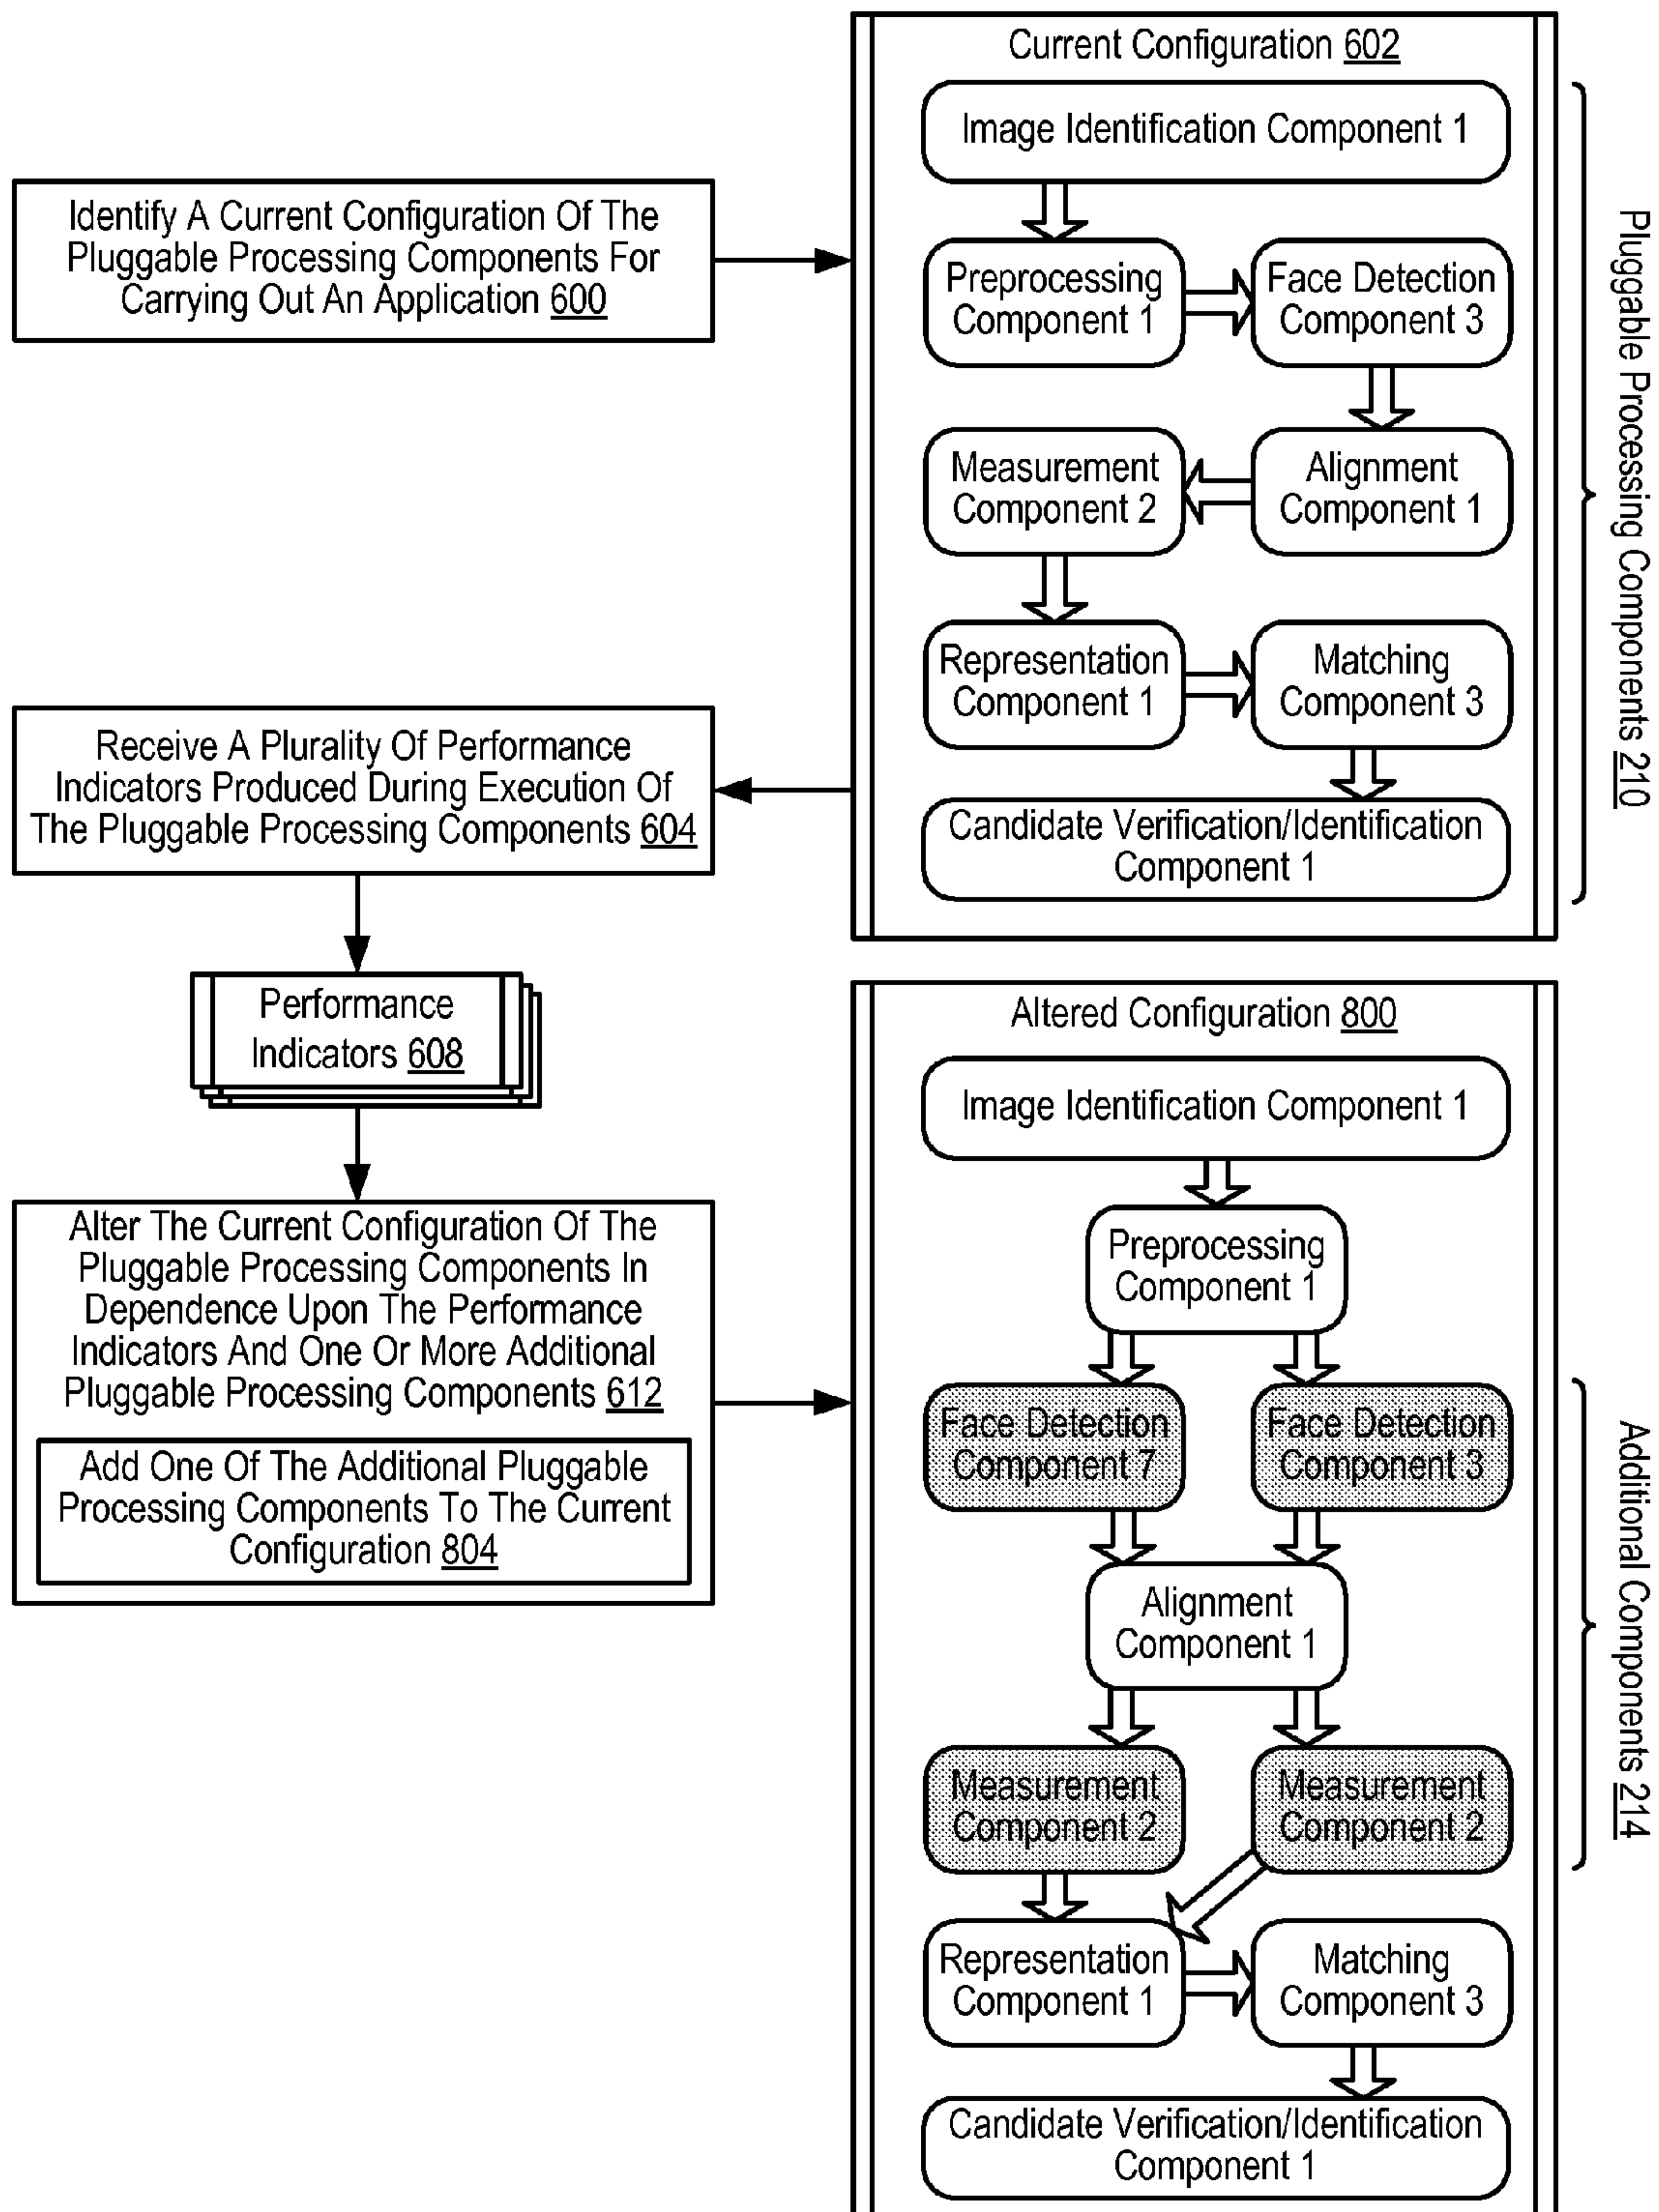 Current Configuration 602
Image Identification Component 1
Identify A Current Configuration Of The
Pluggable Processing Components For
Carrying Out An Application 600
Preprocessing
Component 1
Face Detection
Component 3
Measurement
Component 2
Alignment
Component 1
Representation
Component 1
Matching
Component 3
Candidate Verification/Identification
Component 1
Pluggable Processing Components 210
Receive A Plurality Of Performance
Indicators Produced During Execution Of
The Pluggable Processing Components 604
Performance
Indicators 608
Alter The Current Configuration Of The
Pluggable Processing Components In
Dependence Upon The Performance
Indicators And One Or More Additional
Pluggable Processing Components 612
Add One Of The Additional Pluggable
Processing Components To The Current
Configuration 804
Altered Configuration 800
Image Identification Component 1
Preprocessing
Component 1
Face Detection
Component 7
Face Detection
Component 3
Alignment
Component 1
Measurement
Component 2
Measurement
Component 2
Representation
Component 1
Matching
Component 3
Candidate Verification/Identification
Component 1
Additional Components 214